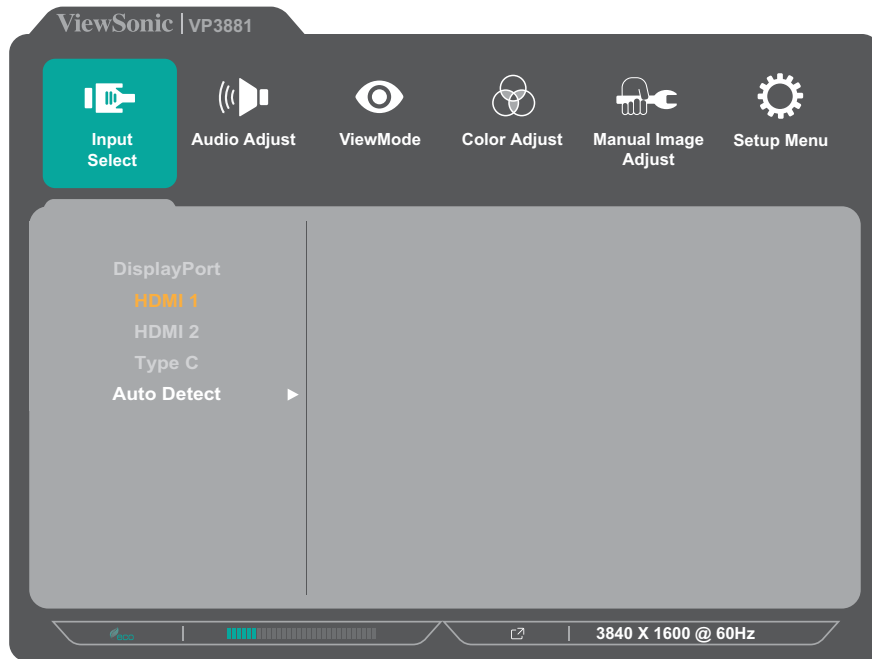 ViewSonic | VP3881
Input
Select
Audio Adjust
ViewMode
Color Adjust
Manual Image
Adjust
Setup Menu
DisplayPort
HDMI 1
HDMI 2
Type C
Auto Detect
eco
3840 X 1600 @ 60Hz